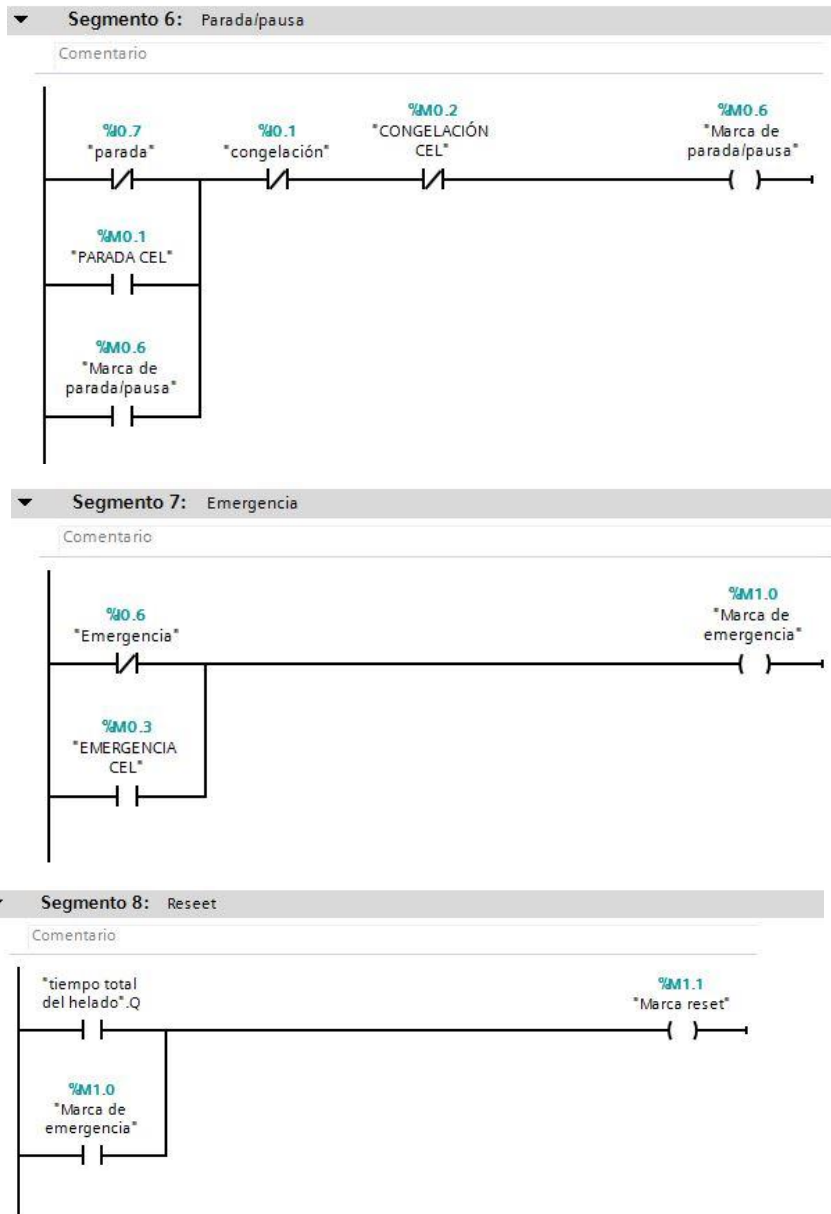 Segmento 6: Parada/pausa
Comentario
%I0.7
"parada"
%I0.1
"congelación"
%M0.2
"CONGELACIÓN
CEL"
%M0.6
"Marca de
parada/pausa"
%M0.1
"PARADA CEL"
%M0.6
"Marca de
parada/pausa"
Segmento 7: Emergencia
Comentario
%I0.6
"Emergencia"
%M1.0
"Marca de
emergencia"
%M0.3
"EMERGENCIA
CEL"
Segmento 8: Reseet
Comentario
"tiempo total
del helado".Q
%M1.1
"Marca reset"
%M1.0
"Marca de
emergencia"